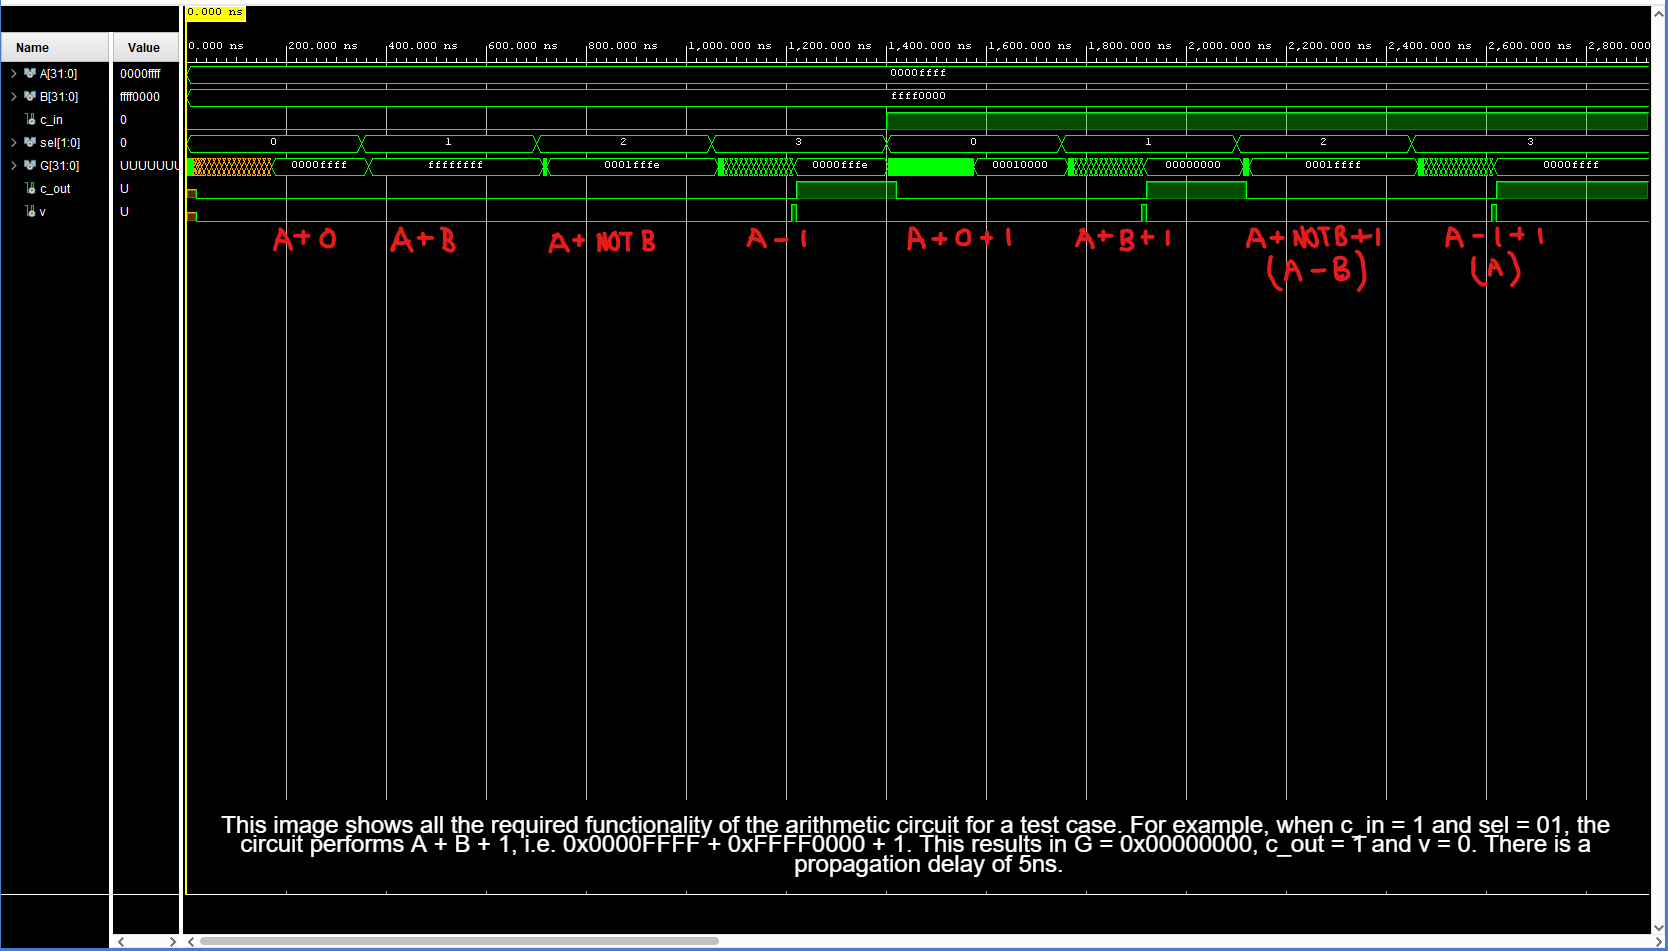 0.000 ns
Name Value 0.000 ns 200.000 ns 400.000 ns 600.000 ns 800.000 ns 1,000.000 ns 1,200.000 ns 1,400.000 ns 1,600.000 ns 1,800.000 ns 2,000.000 ns 2,200.000 ns 2,400.000 ns 2,600.000 ns 2,800.000
A[31:0] 0000ffff 0000ffff
B[31:0] ffff0000 ffff0000
c_in 0
sel[1:0] 0 0 1 2 3 0 1 2 3
G[31:0] UUUUUUU 0000ffff ffffffff 0001fffe 0000fffe 00010000 00000000 0001ffff 0000ffff
c_out U
v U
A+0 A+B A+ NOT B A-1 A+0+1 A+B+1 A+NOTB+1 A-1+1
(A-B) (A)
This image shows all the required functionality of the arithmetic circuit for a test case. For example, when c_in = 1 and sel = 01, the
circuit performs A + B + 1, i.e. 0x0000FFFF + 0xFFFF0000 + 1. This results in G = 0x00000000, c_out = 1 and v = 0. There is a
propagation delay of 5ns.